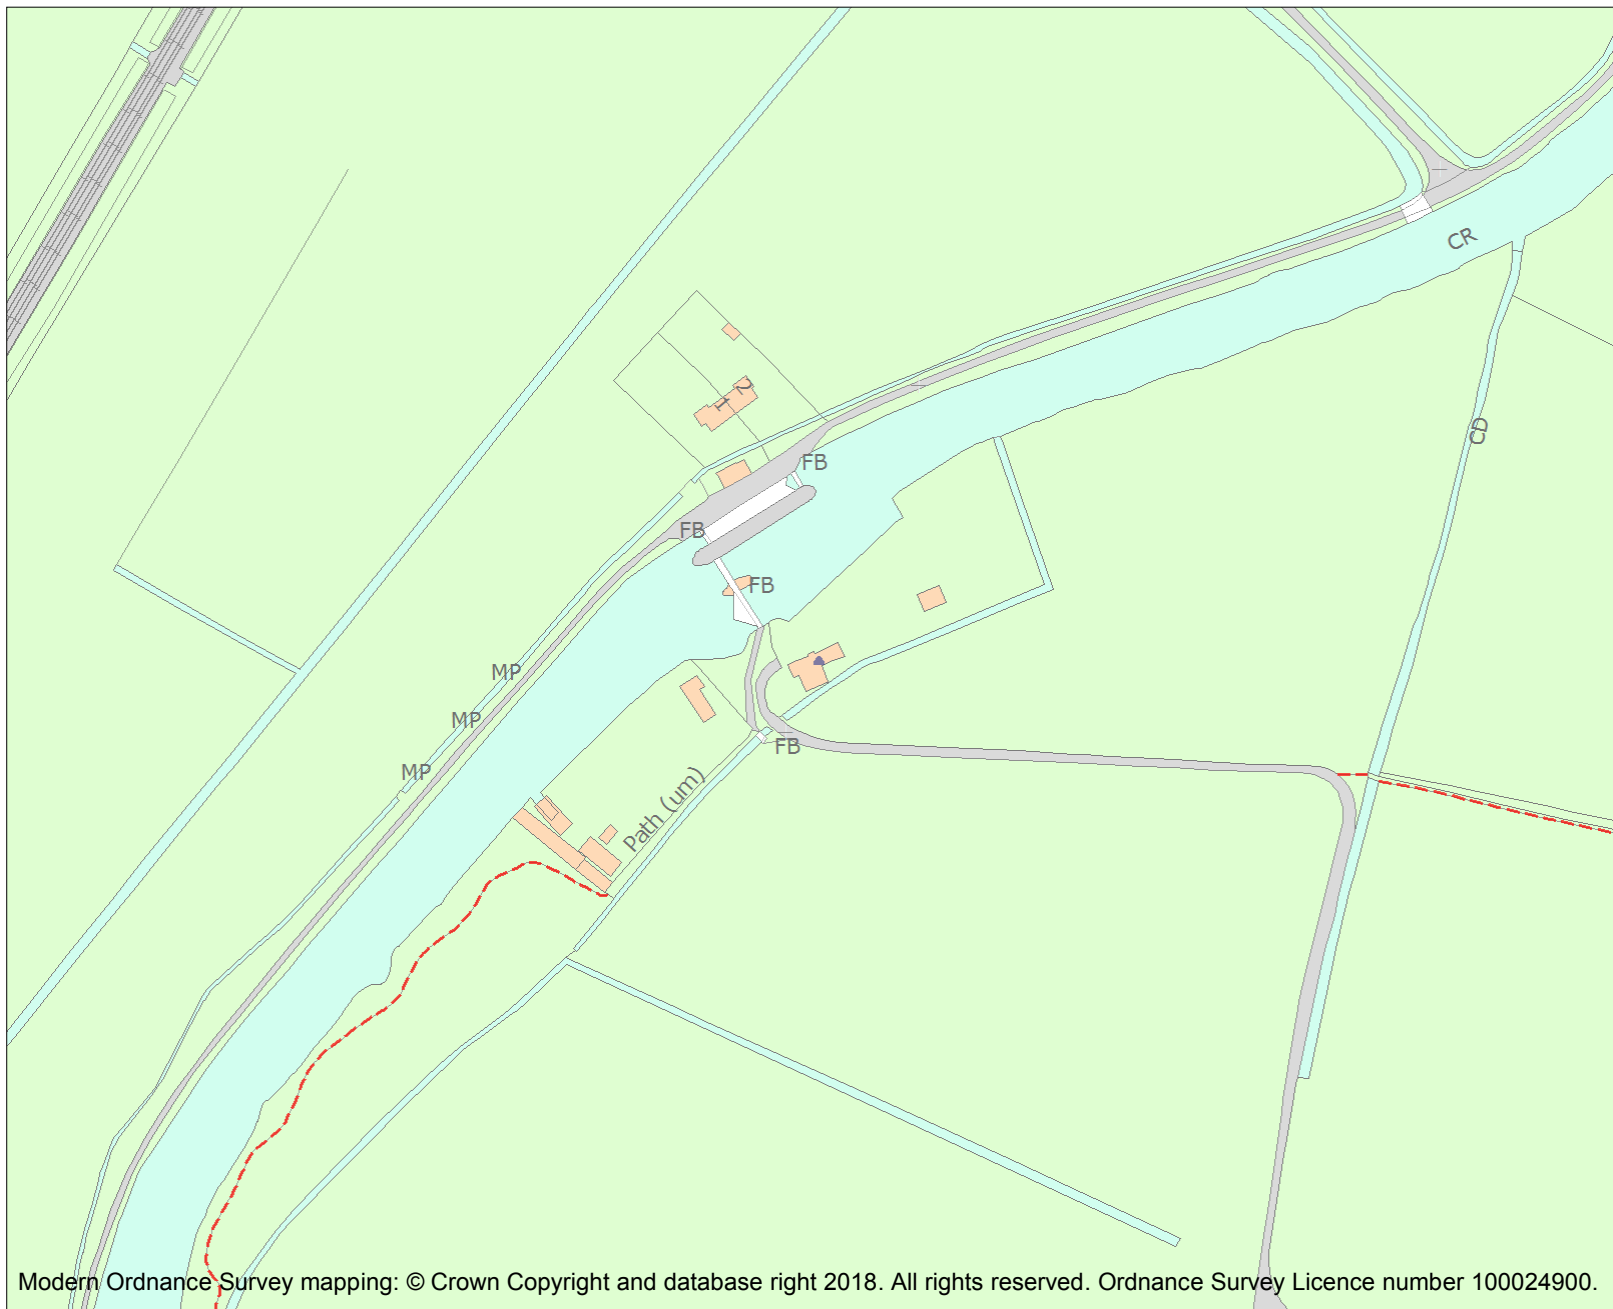 CR
2
1
CD
FB
FB
FB
MP
MP
FB
MP
Path (um)
Modern Ordnance Survey mapping: © Crown Copyright and database right 2018. All rights reserved. Ordnance Survey Licence number 100024900.